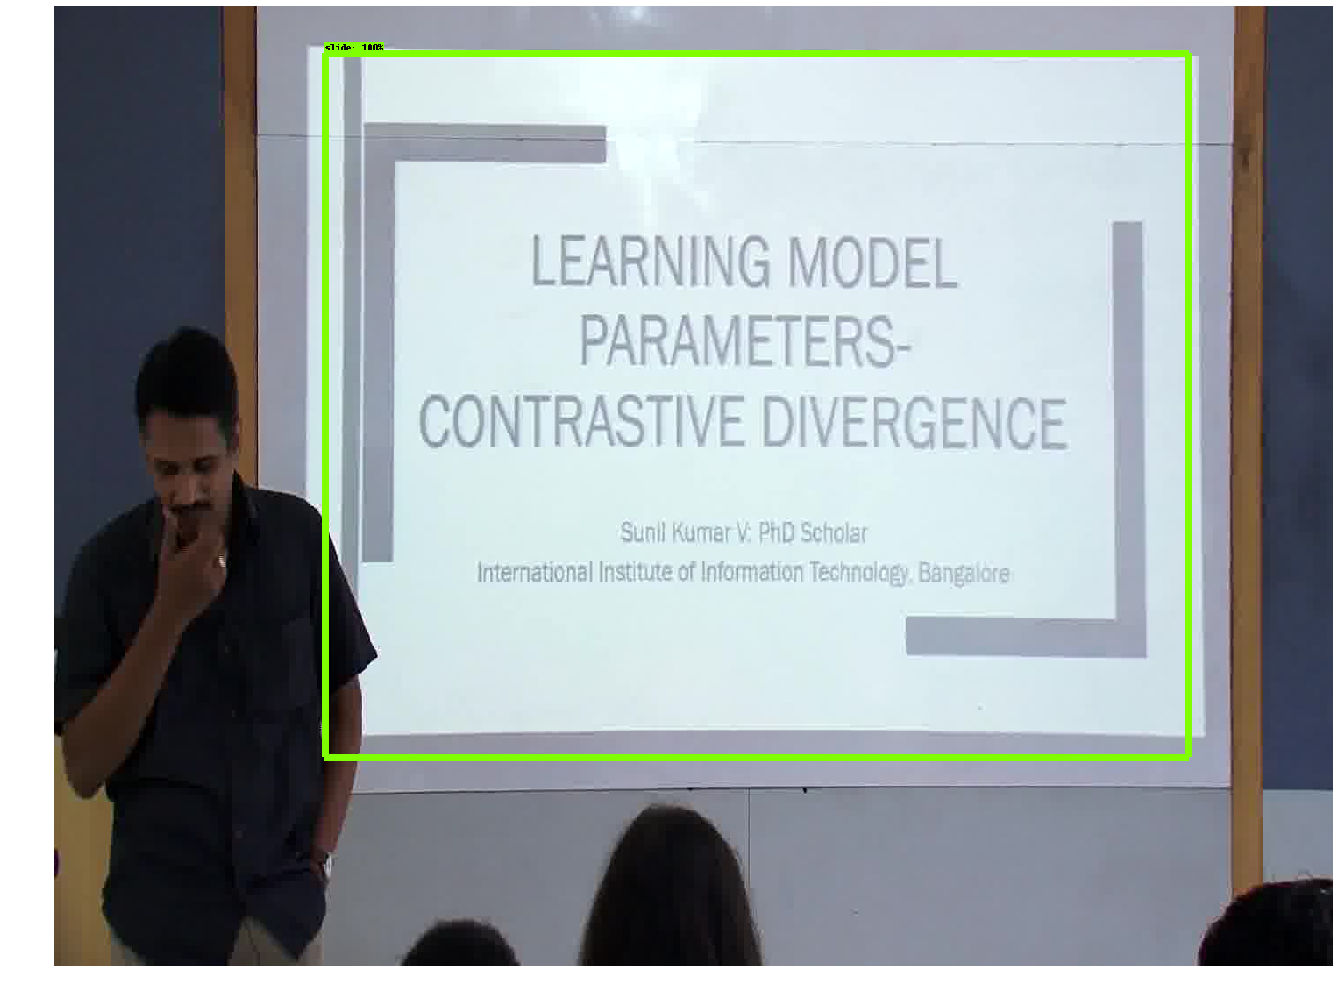 slide: 100%
LEARNING MODEL
PARAMETERS-
CONTRASTIVE DIVERGENCE
Sunil Kumar V: PhD Scholar
International Institute of Information Technology, Bangalore